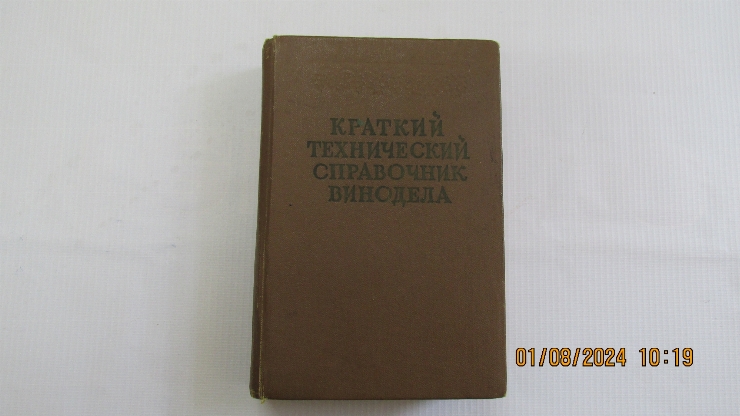 КРАТКИЙ
ТЕХНИЧЕСКИЙ
СПРАВОЧНИК
ВИНОДЕЛА
01/08/2024 10:19